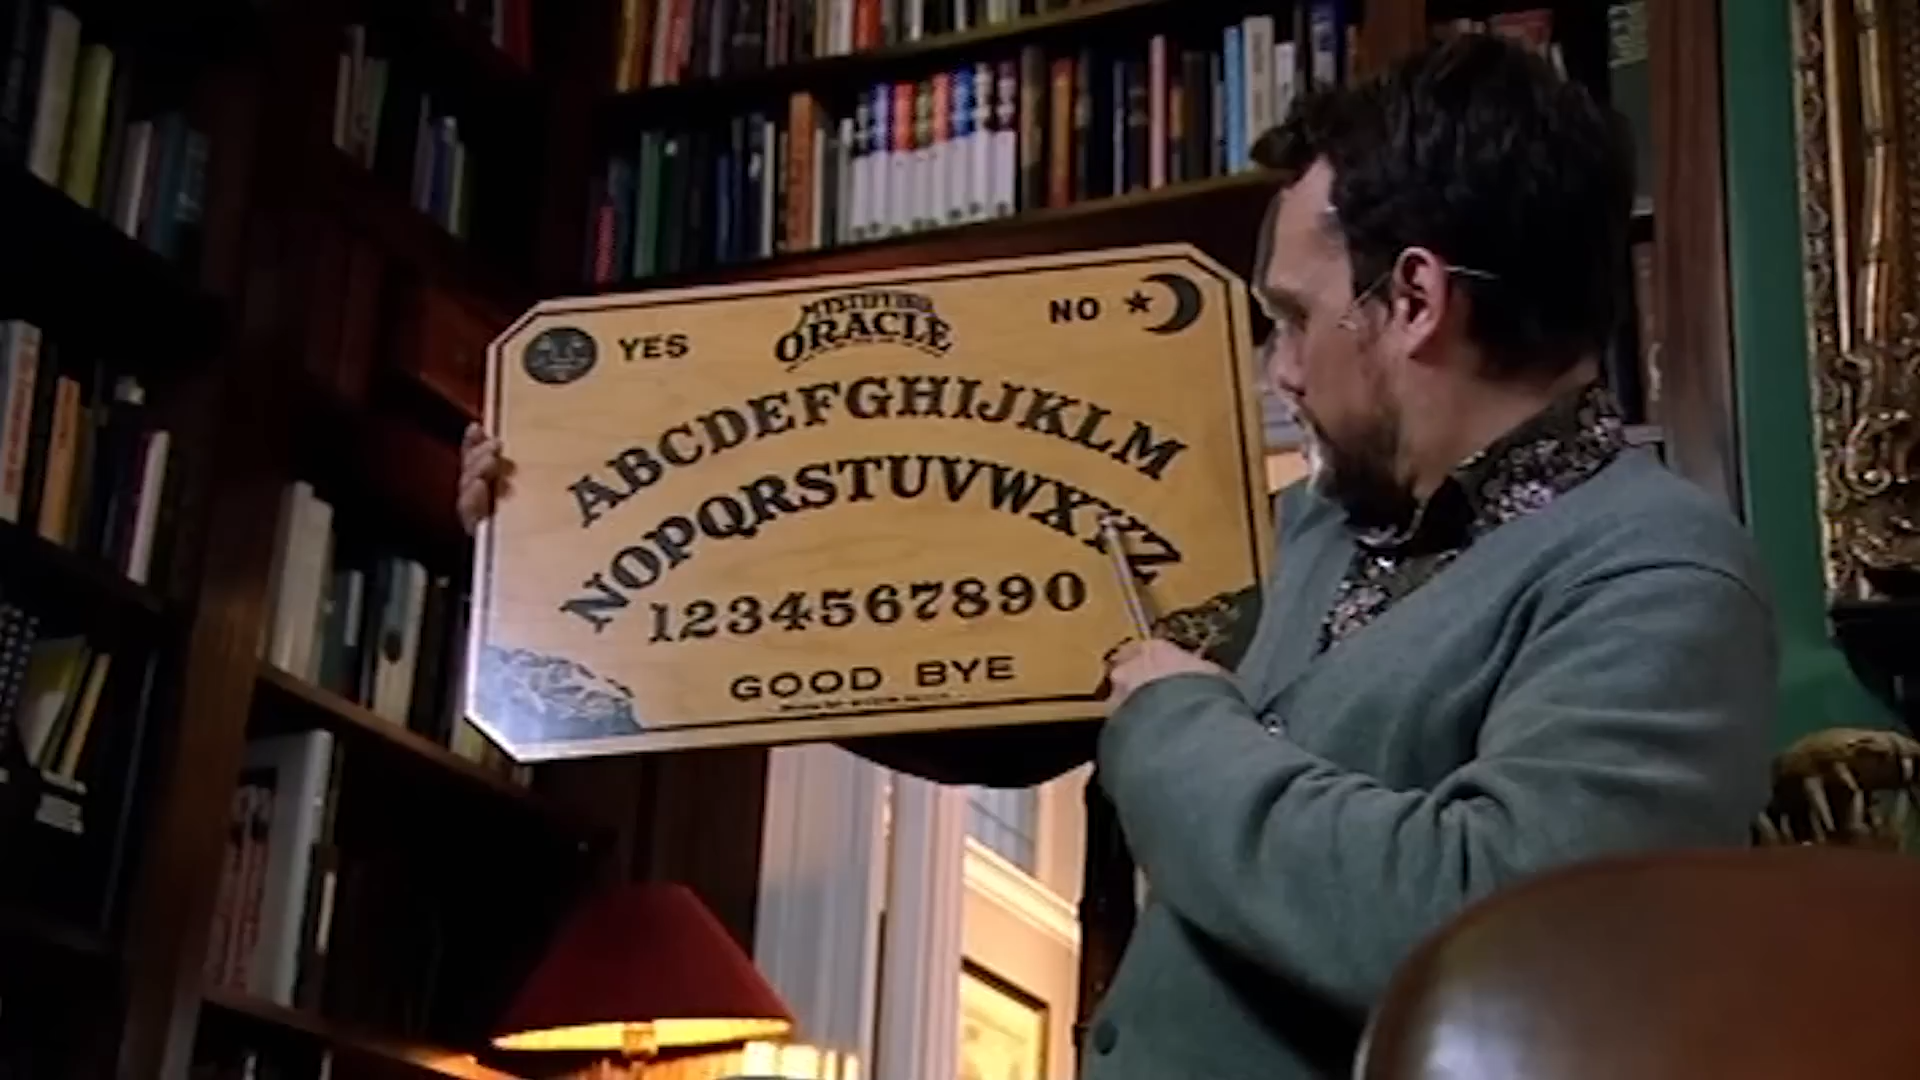 YES
MYSTIFYING
ORACLE
NO
ABCDEFGHIJKLM
NOPQRSTUVWXYZ
1234567890
GOOD BYE